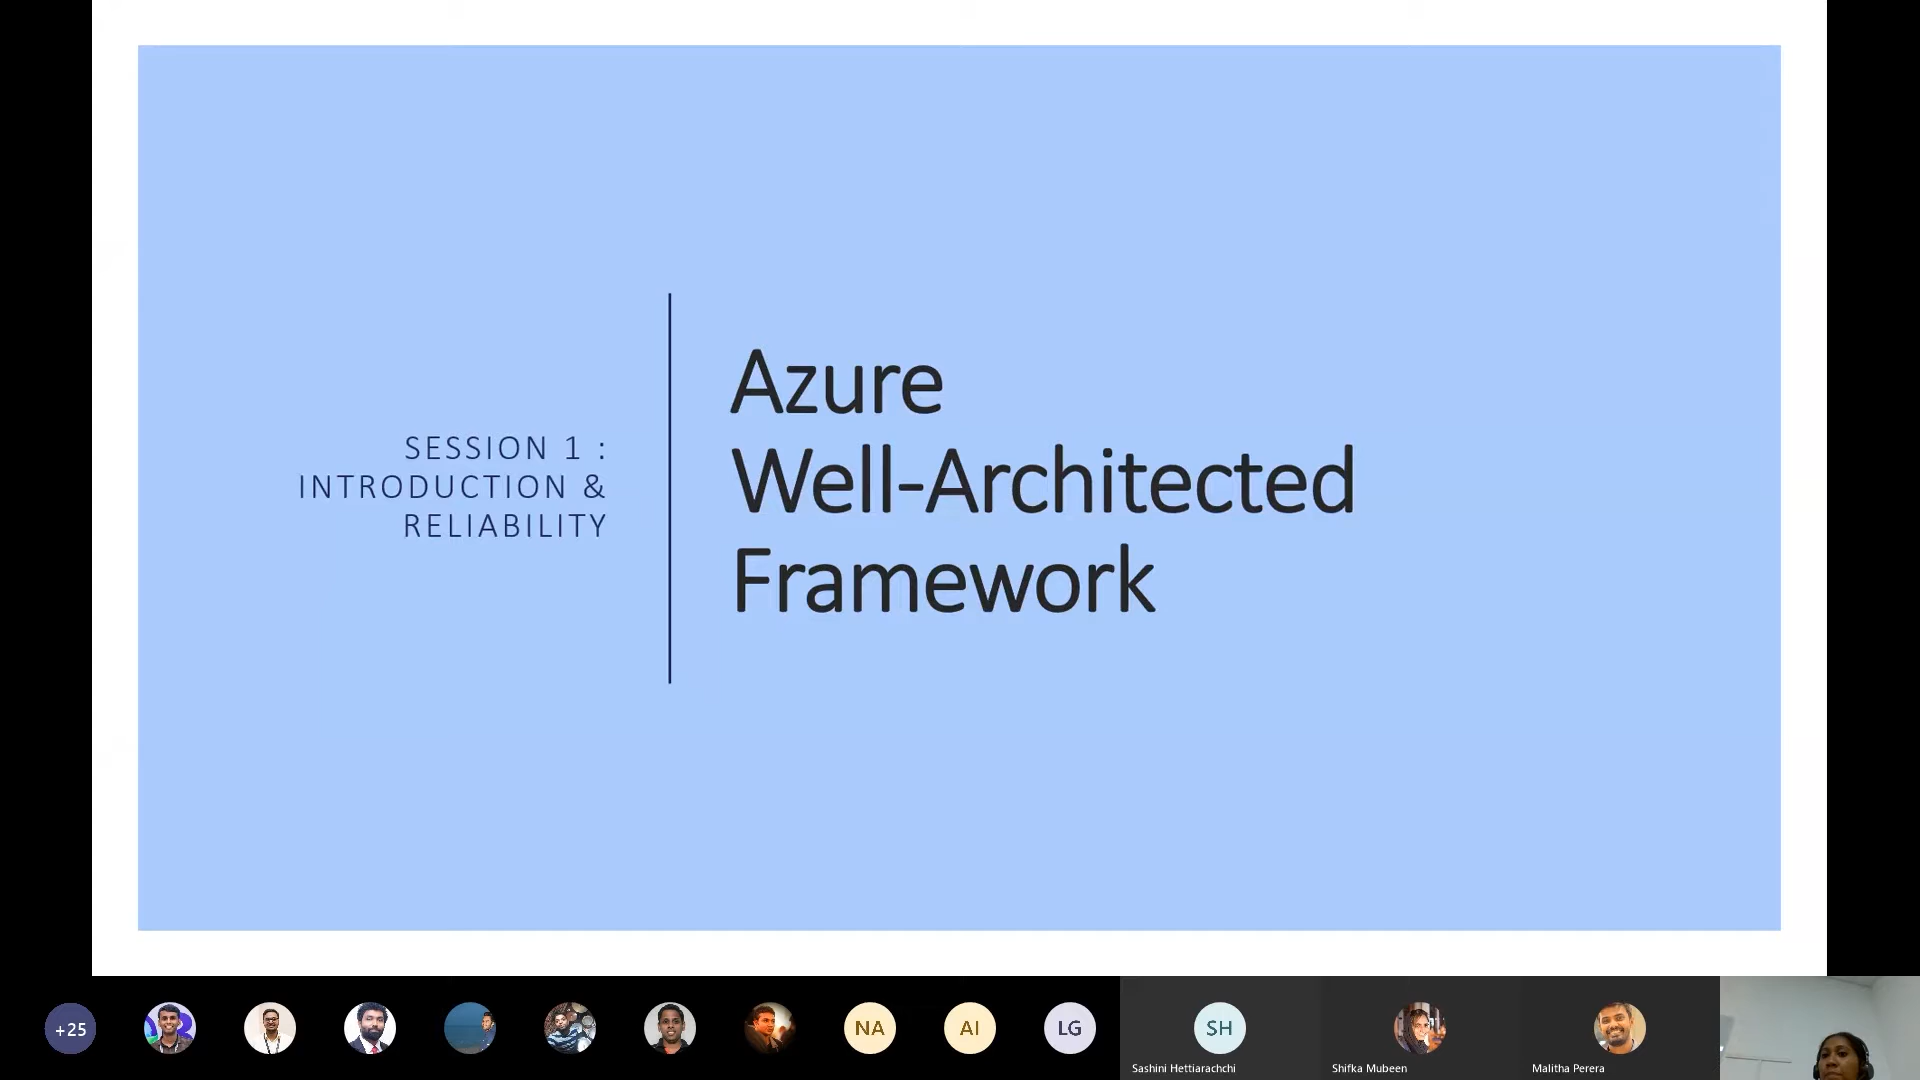 SESSION 1 :
INTRODUCTION &
RELIABILITY
Azure
Well-Architected
Framework
+25
NA
AI
LG
SH
Sashini Hettiarachchi
Shifka Mubeen
Malitha Perera